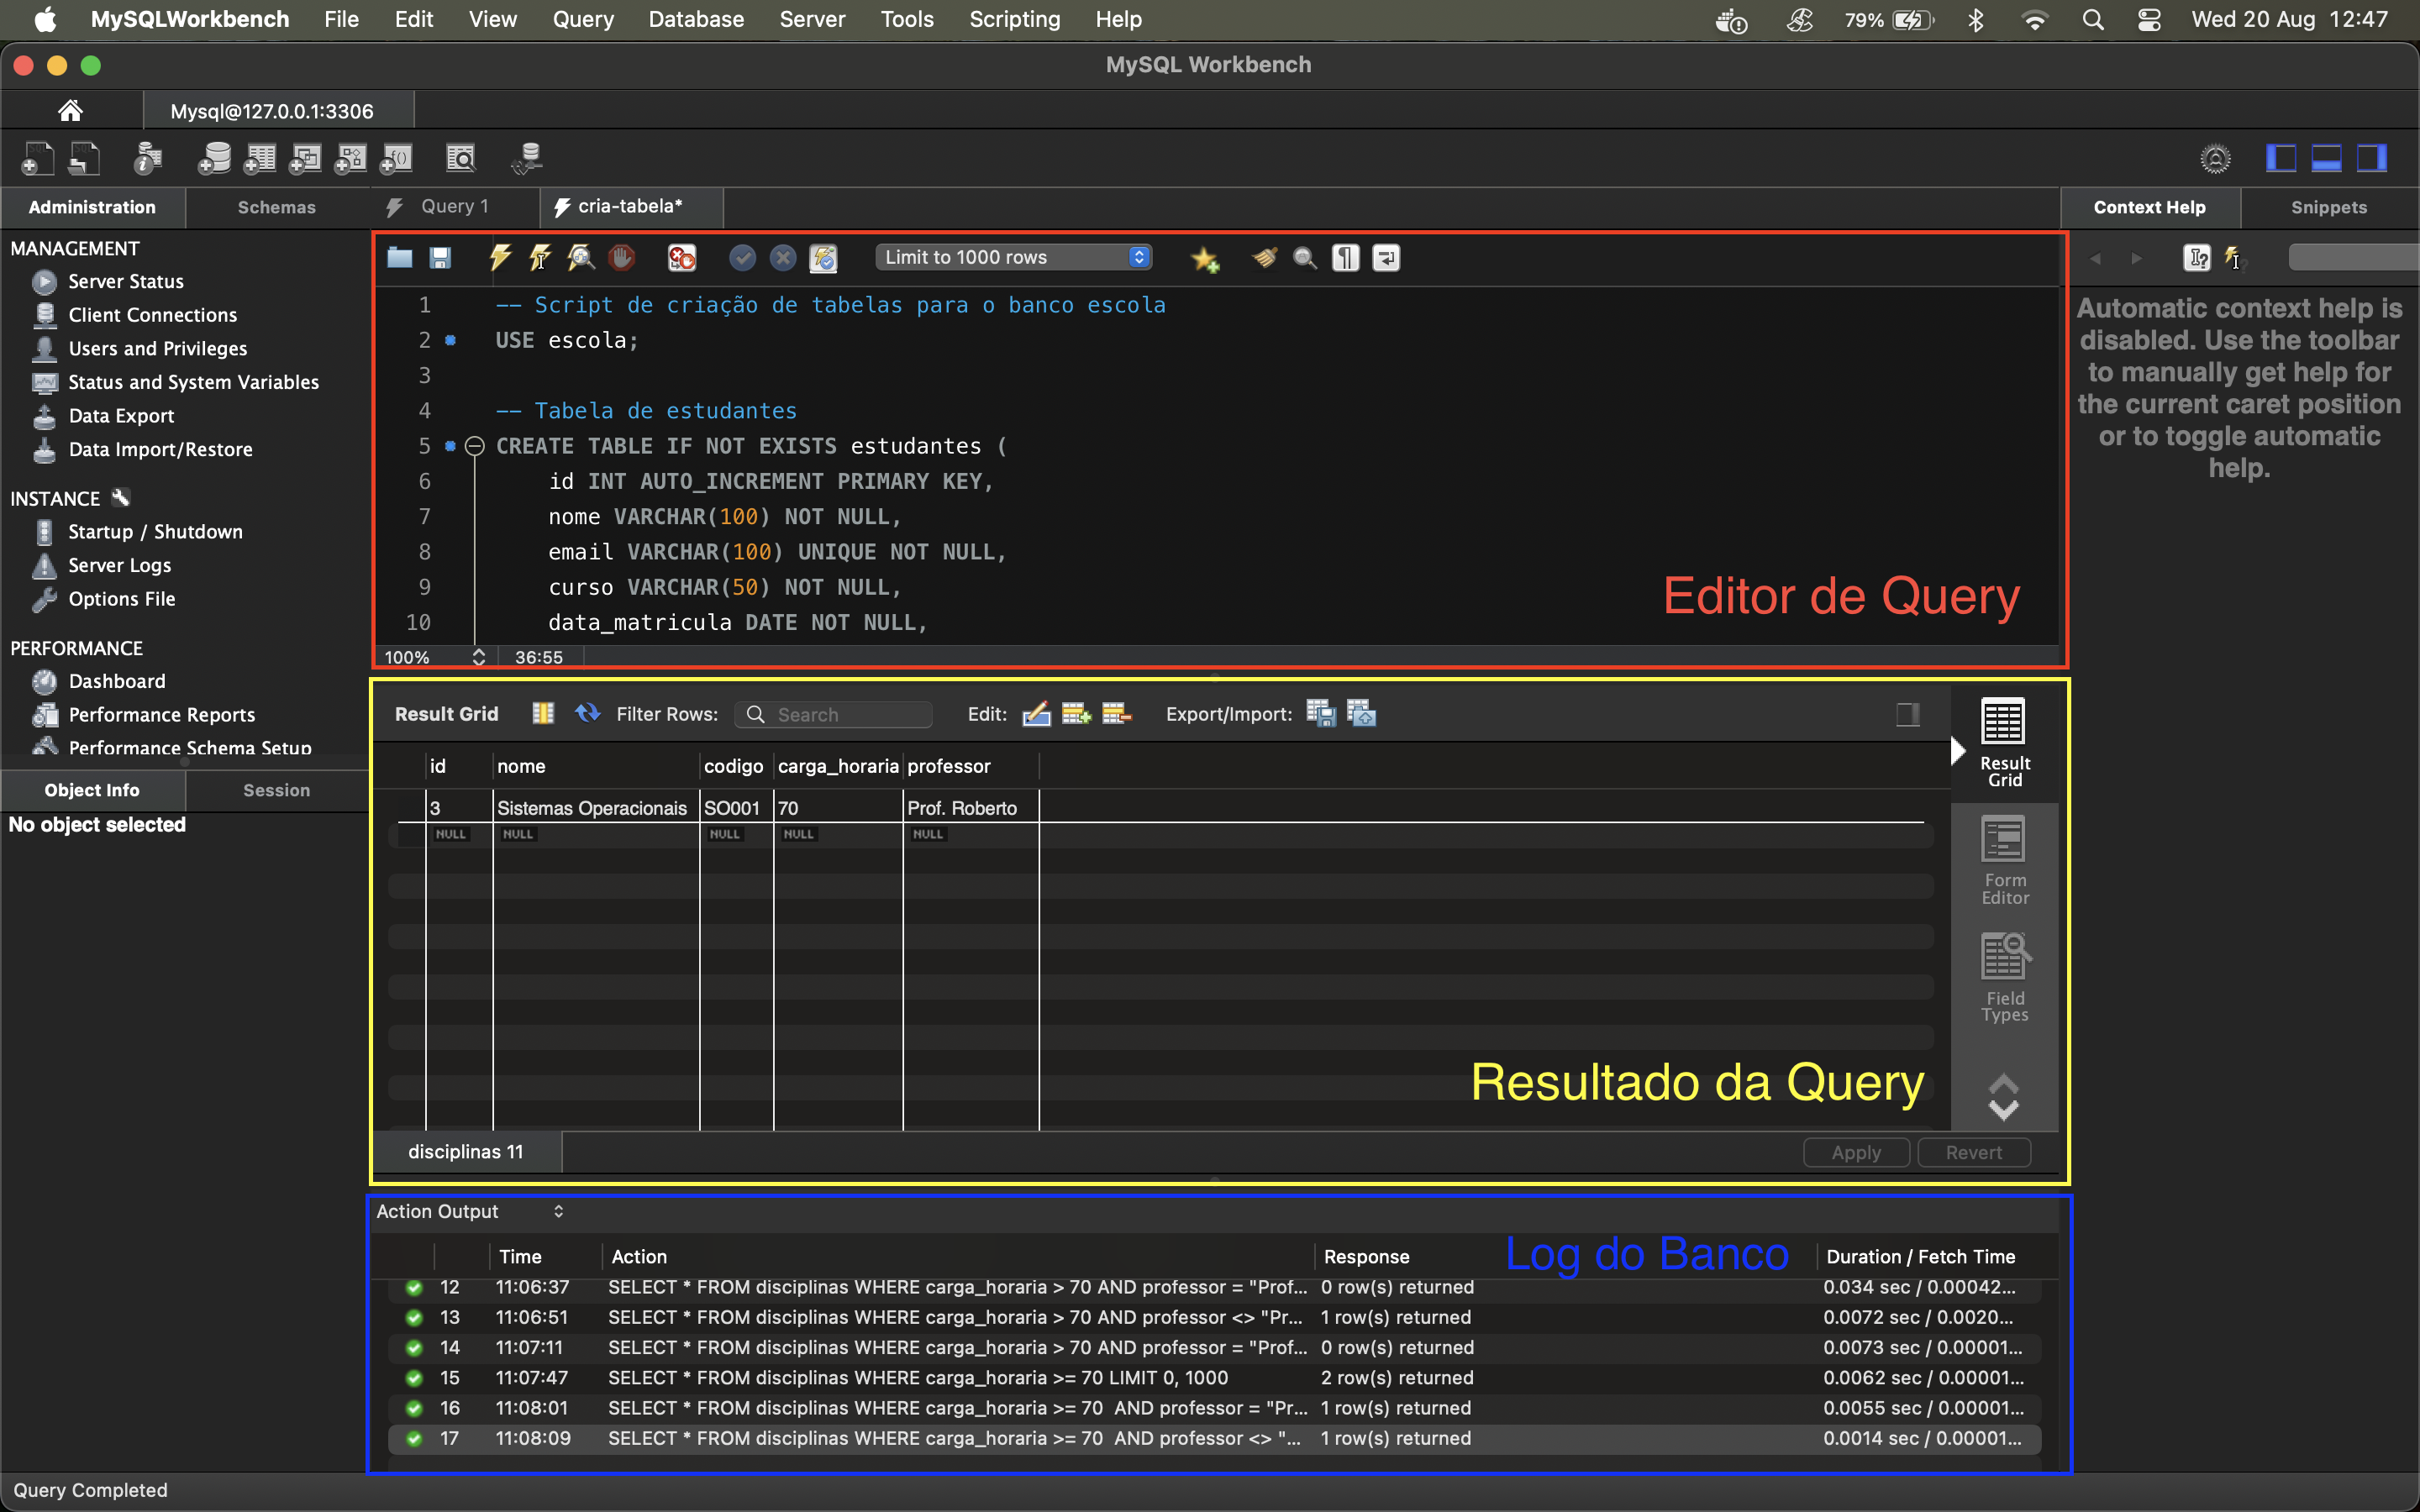 MySQLWorkbench File Edit View Query Database Server Tools Scripting Help 79% Wed 20 Aug 12:47
MySQL Workbench
Mysql@127.0.0.1:3306
Administration Schemas
MANAGEMENT
Server Status
Client Connections
Users and Privileges
Status and System Variables
Data Export
Data Import/Restore
INSTANCE
Startup / Shutdown
Server Logs
Options File
PERFORMANCE
Dashboard
Performance Reports
Performance Schema Setup
Object Info Session
No object selected
Query 1 cria-tabela*
Limit to 1000 rows
1 -- Script de criação de tabelas para o banco escola
2 USE escola;
3
4 -- Tabela de estudantes
5 CREATE TABLE IF NOT EXISTS estudantes (
6 id INT AUTO_INCREMENT PRIMARY KEY,
7 nome VARCHAR(100) NOT NULL,
8 email VARCHAR(100) UNIQUE NOT NULL,
9 curso VARCHAR(50) NOT NULL,
10 data_matricula DATE NOT NULL,
Editor de Query
100% 36:55
Result Grid Filter Rows: Search Edit: Export/Import:
id nome codigo carga_horaria professor
3 Sistemas Operacionais SO001 70 Prof. Roberto
NULL NULL NULL NULL NULL
Resultado da Query
Result
Grid
Form
Editor
Field
Types
disciplinas 11 Apply Revert
Action Output
Time Action Response Duration / Fetch Time
Log do Banco
12 11:06:37 SELECT * FROM disciplinas WHERE carga_horaria > 70 AND professor = "Prof... 0 row(s) returned 0.034 sec / 0.00042...
13 11:06:51 SELECT * FROM disciplinas WHERE carga_horaria > 70 AND professor <> "Pr... 1 row(s) returned 0.0072 sec / 0.0020...
14 11:07:11 SELECT * FROM disciplinas WHERE carga_horaria > 70 AND professor = "Prof... 0 row(s) returned 0.0073 sec / 0.00001...
15 11:07:47 SELECT * FROM disciplinas WHERE carga_horaria >= 70 LIMIT 0, 1000 2 row(s) returned 0.0062 sec / 0.00001...
16 11:08:01 SELECT * FROM disciplinas WHERE carga_horaria >= 70 AND professor = "Pr... 1 row(s) returned 0.0055 sec / 0.00001...
17 11:08:09 SELECT * FROM disciplinas WHERE carga_horaria >= 70 AND professor <> "... 1 row(s) returned 0.0014 sec / 0.00001...
Context Help Snippets
Automatic context help is
disabled. Use the toolbar
to manually get help for
the current caret position
or to toggle automatic
help.
Query Completed